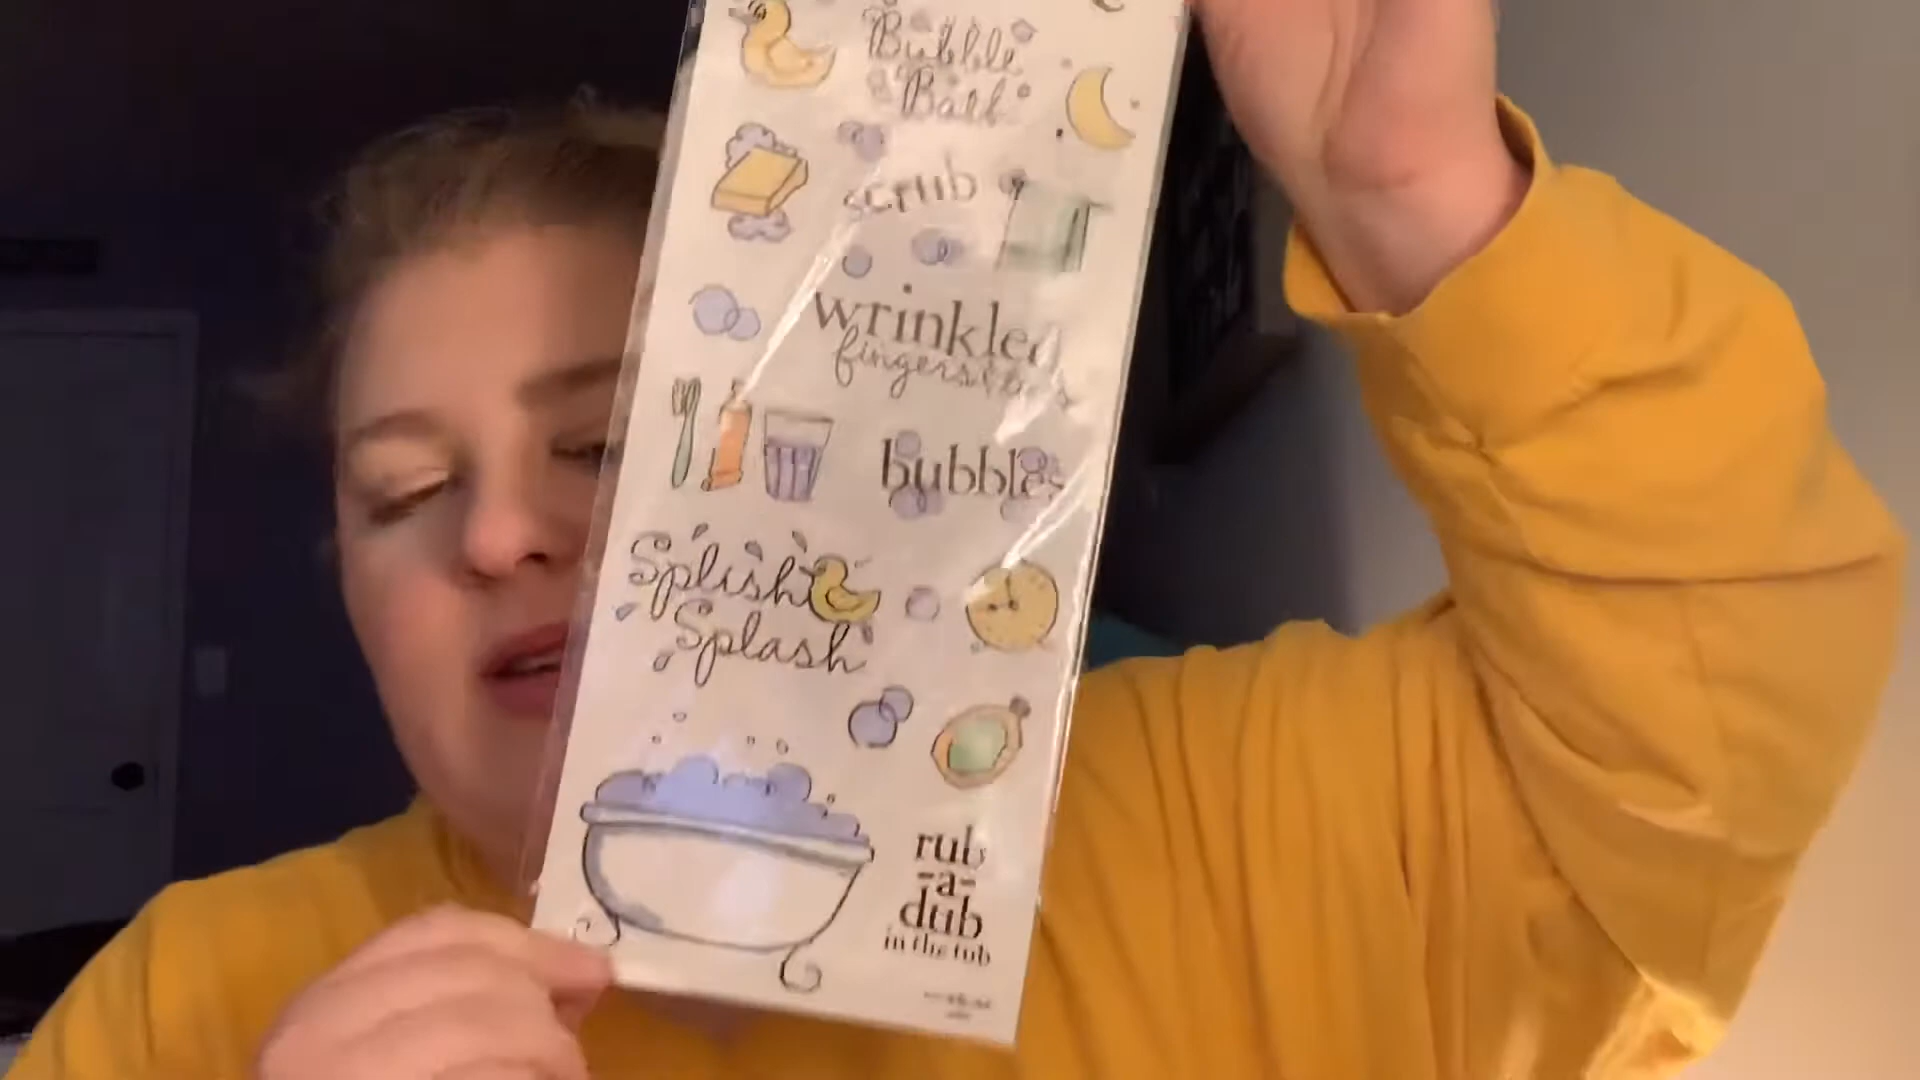 Bubble
Bath
scrub
wrinkled
fingers
bubbles
Splish
Splash
rub
-a-
dub
in the tub